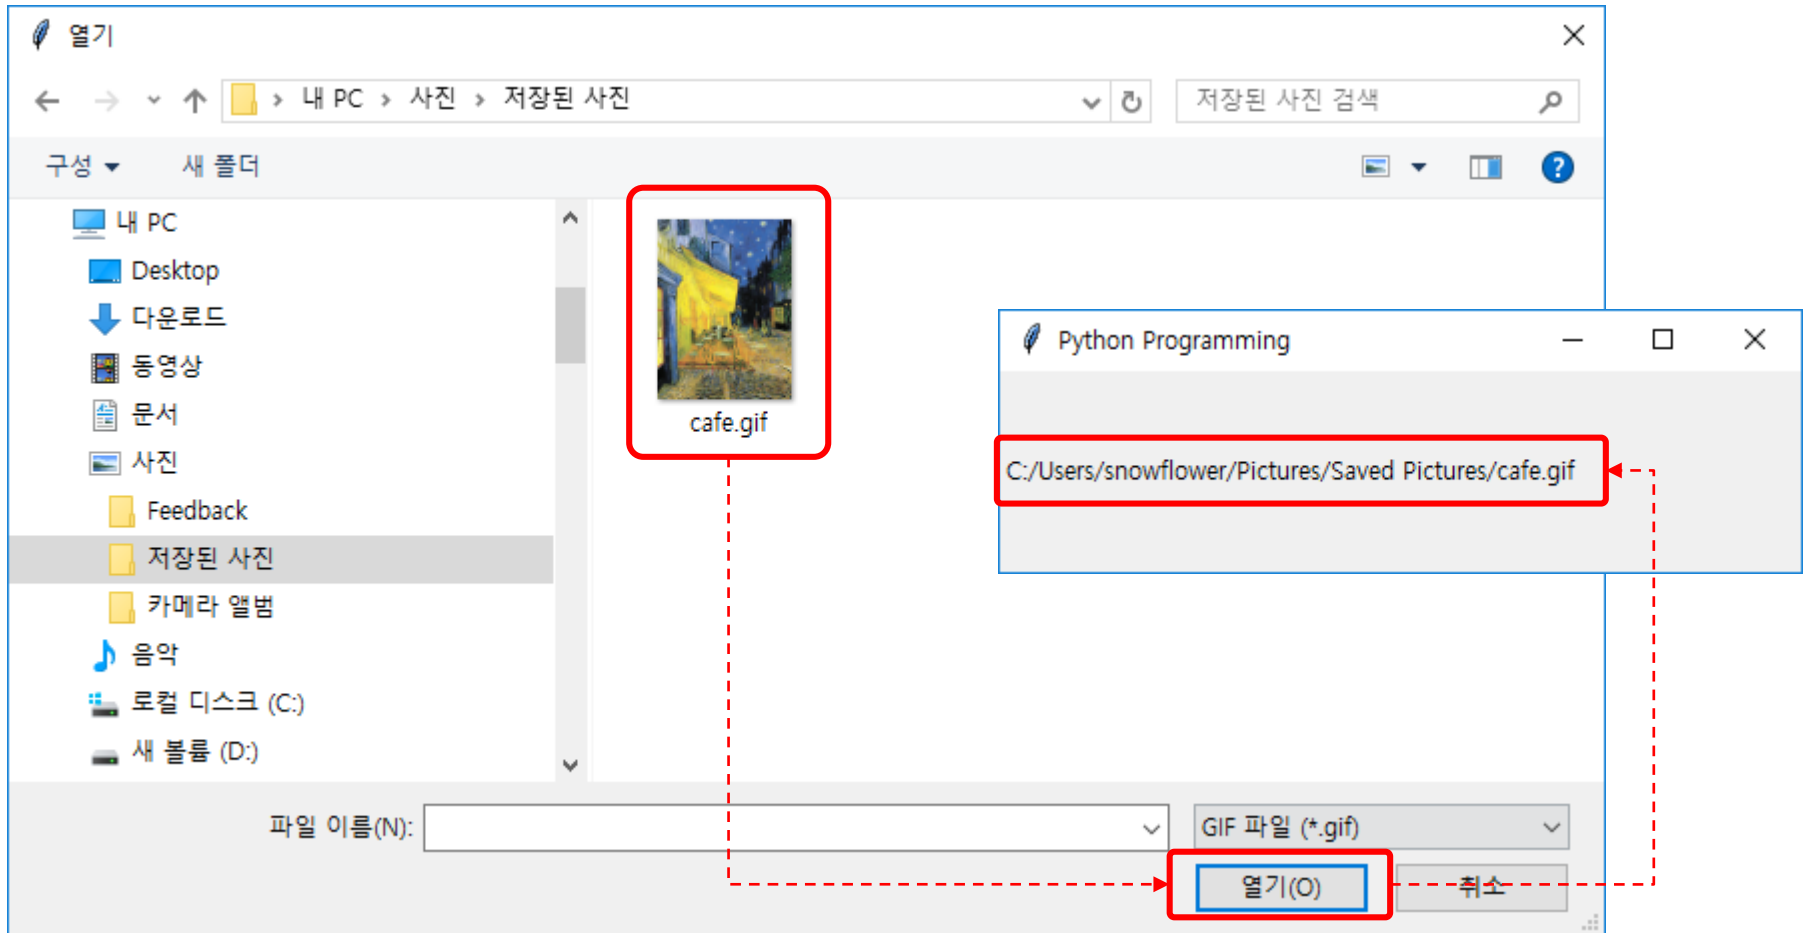 열기
내 PC > 사진 > 저장된 사진
저장된 사진 검색
구성
새 폴더
내 PC
Desktop
다운로드
동영상
문서
사진
Feedback
저장된 사진
카메라 앨범
음악
로컬 디스크 (C:)
새 볼륨 (D:)
cafe.gif
Python Programming
C:/Users/snowflower/Pictures/Saved Pictures/cafe.gif
파일 이름(N):
GIF 파일 (*.gif)
열기(O)
취소